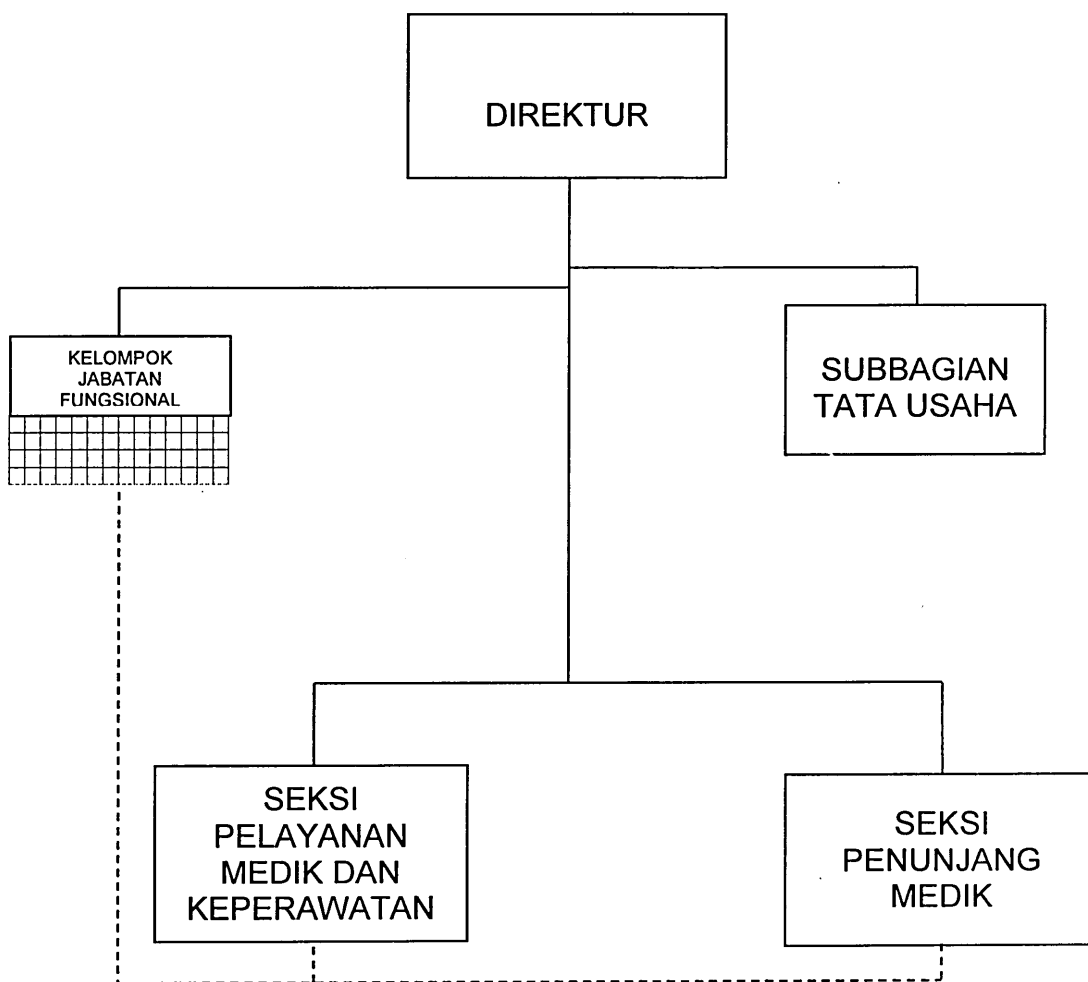 DIREKTUR
KELOMPOK
JABATAN
FUNGSIONAL
SUBBAGIAN
TATA USAHA
SEKSI
PELAYANAN
MEDIK DAN
KEPERAWATAN
SEKSI
PENUNJANG
MEDIK